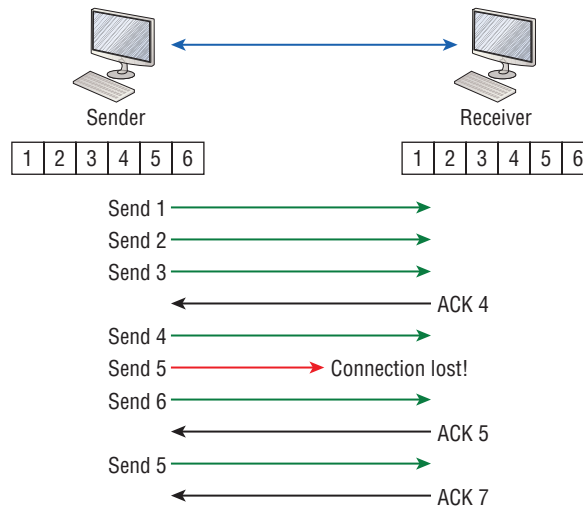 Sender Receiver
1 2 3 4 5 6 1 2 3 4 5 6
Send 1
Send 2
Send 3
ACK 4
Send 4
Send 5 Connection lost!
Send 6
ACK 5
Send 5
ACK 7